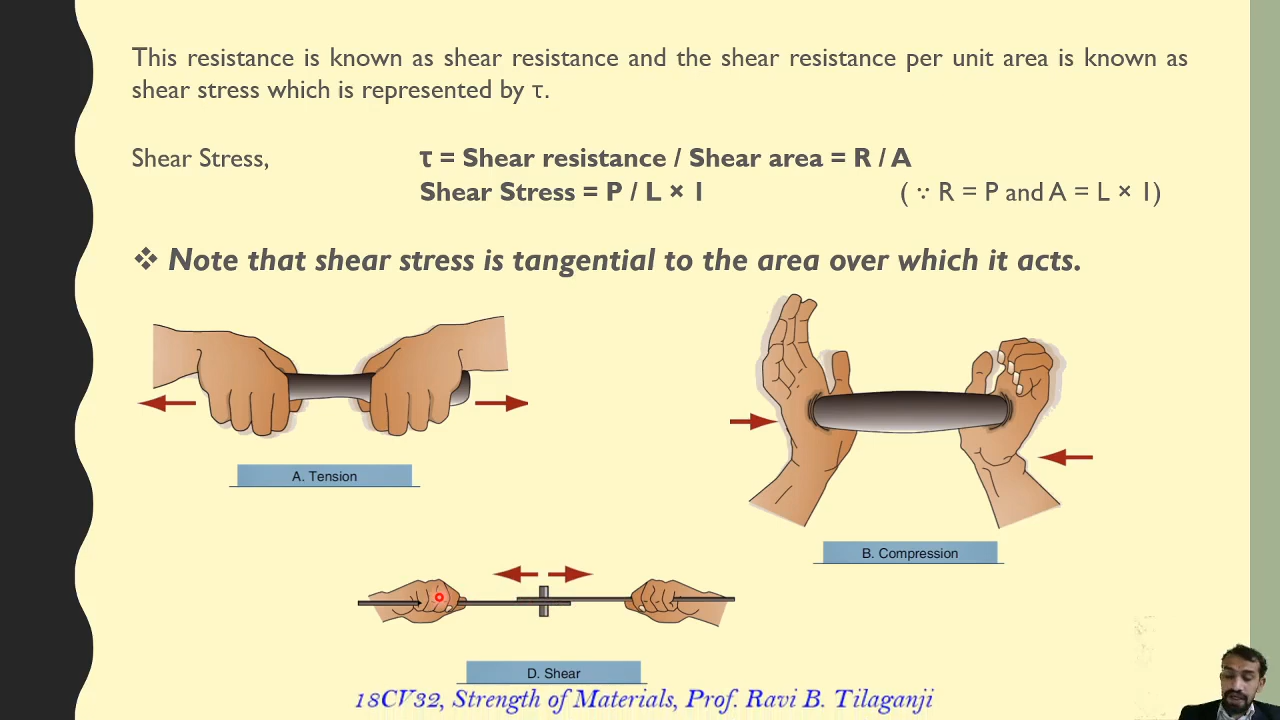 This resistance is known as shear resistance and the shear resistance per unit area is known as
shear stress which is represented by τ.
Shear Stress, τ = Shear resistance / Shear area = R / A
Shear Stress = P / L × 1 ( ∵ R = P and A = L × 1)
❖ Note that shear stress is tangential to the area over which it acts.
A. Tension
B. Compression
D. Shear
18CV32, Strength of Materials, Prof. Ravi B. Tilaganji